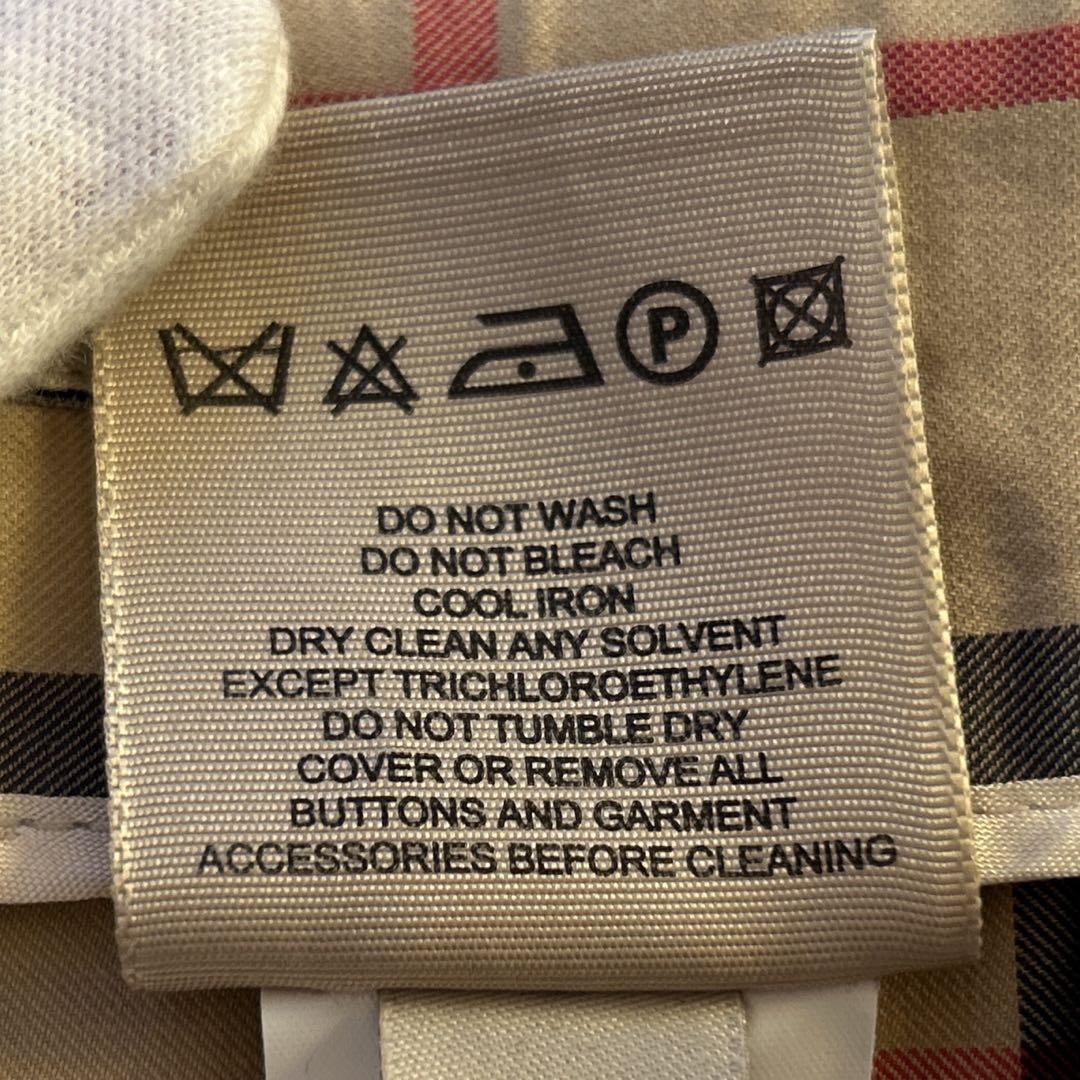 P
DO NOT WASH
DO NOT BLEACH
COOL IRON
DRY CLEAN ANY SOLVENT
EXCEPT TRICHLOROETHYLENE
DO NOT TUMBLE DRY
COVER OR REMOVE ALL
BUTTONS AND GARMENT
ACCESSORIES BEFORE CLEANING